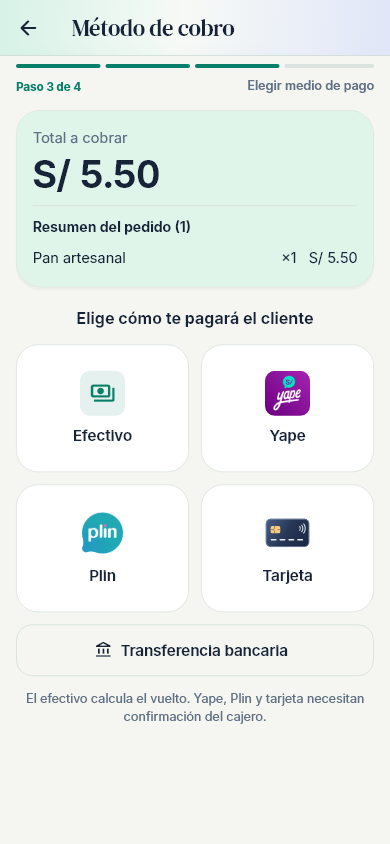 Método de cobro
Paso 3 de 4
Elegir medio de pago
Total a cobrar
S/ 5.50
Resumen del pedido (1)
Pan artesanal ×1 S/ 5.50
Elige cómo te pagará el cliente
S/
yape
Efectivo
Yape
plin
Plin
Tarjeta
Transferencia bancaria
El efectivo calcula el vuelto. Yape, Plin y tarjeta necesitan
confirmación del cajero.